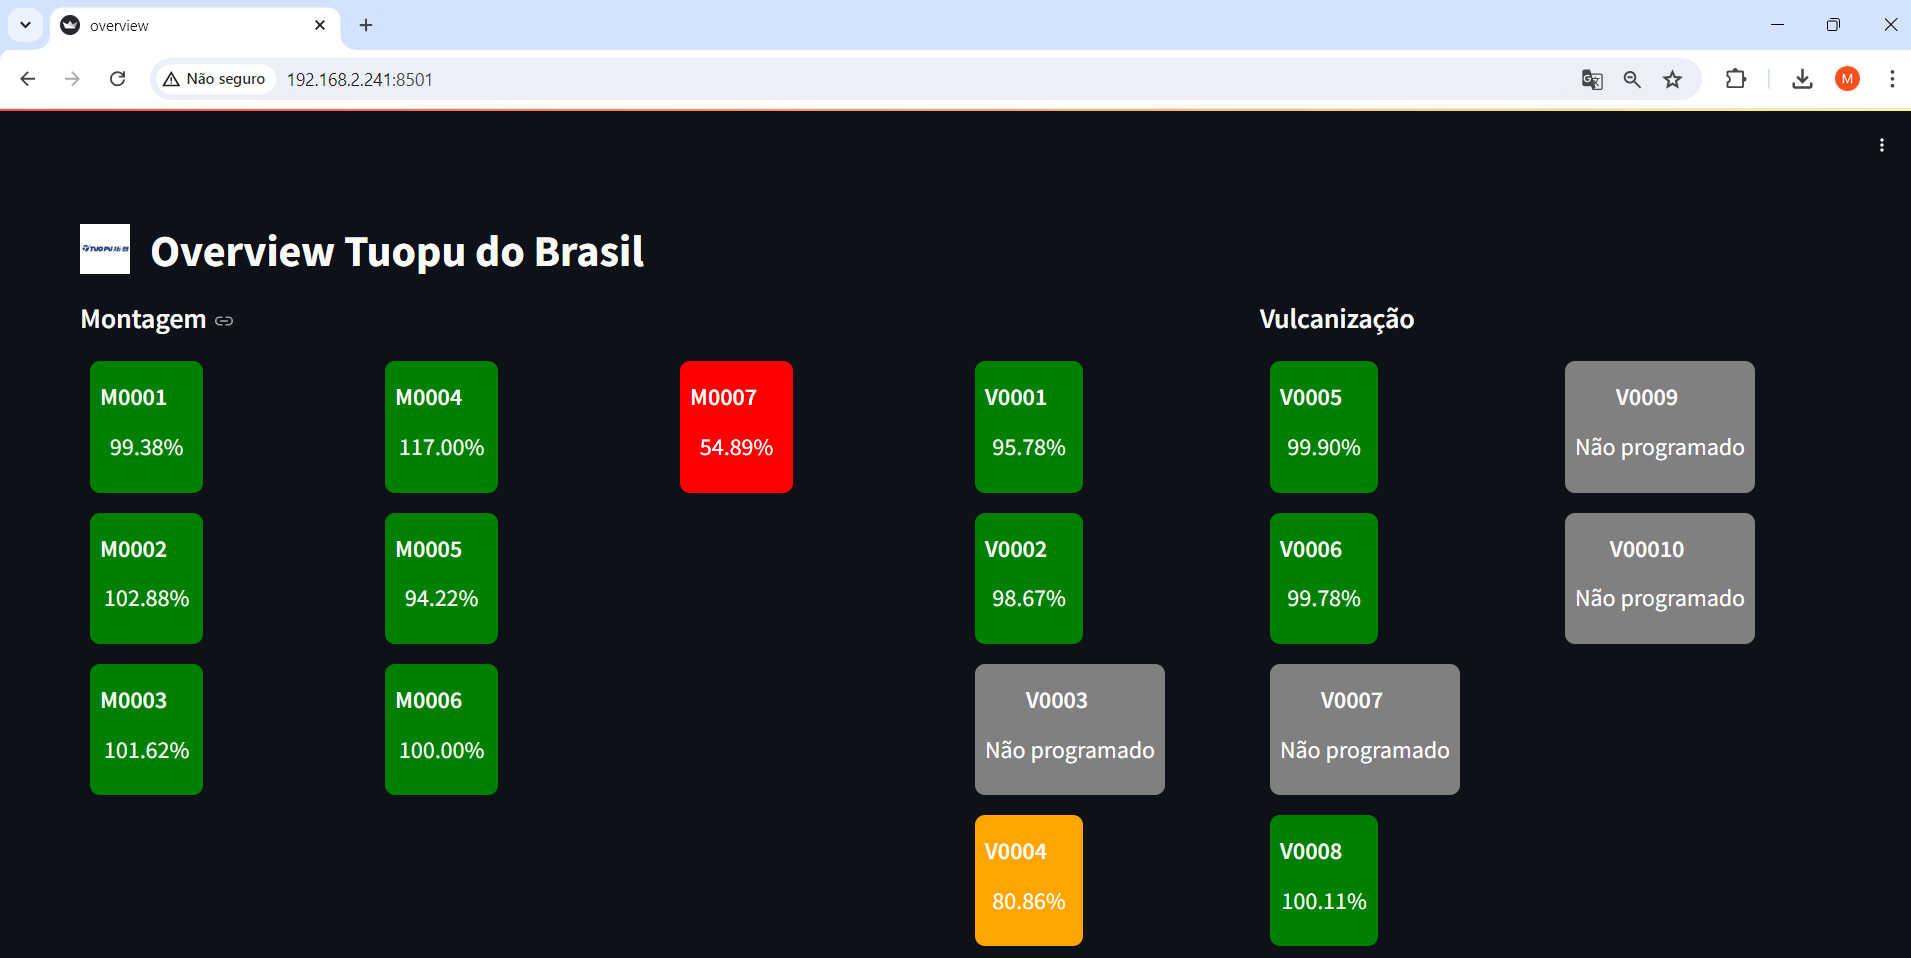 overview
Não seguro
192.168.2.241:8501
M
TUOPU 拓普
Overview Tuopu do Brasil
Montagem
Vulcanização
M0001
99.38%
M0004
117.00%
M0007
54.89%
V0001
95.78%
V0005
99.90%
V0009
Não programado
M0002
102.88%
M0005
94.22%
V0002
98.67%
V0006
99.78%
V00010
Não programado
M0003
101.62%
M0006
100.00%
V0003
Não programado
V0007
Não programado
V0004
80.86%
V0008
100.11%